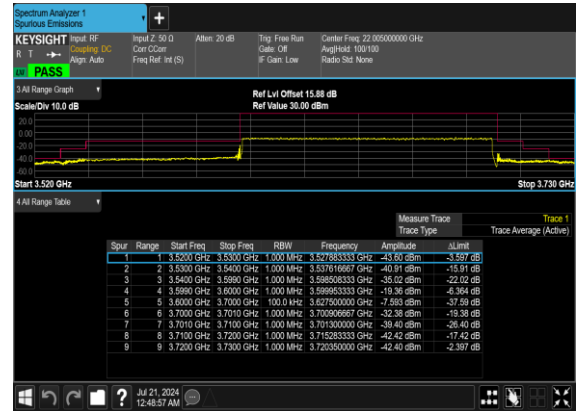 Spectrum Analyzer 1
Spurious Emissions
+
KEYSIGHT Input: RF Input Z: 50 Ω Atten: 20 dB Trig: Free Run Center Freq: 22.005000000 GHz
R T Coupling: DC Corr CCorr Gate: Off Avg|Hold: 100/100
Align: Auto Freq Ref: Int (S) IF Gain: Low Radio Std: None
LV PASS
3 All Range Graph
Ref Lvl Offset 15.88 dB
Scale/Div 10.0 dB Ref Value 30.00 dBm
20.0
0.00
-20.0
-40.0
-60.0
Start 3.520 GHz Stop 3.730 GHz
4 All Range Table
Measure Trace Trace 1
Trace Type Trace Average (Active)
Spur Range Start Freq Stop Freq RBW Frequency Amplitude ΔLimit
1 1 3.5200 GHz 3.5300 GHz 1.000 MHz 3.527883333 GHz -43.60 dBm -3.597 dB
2 2 3.5300 GHz 3.5400 GHz 1.000 MHz 3.537616667 GHz -40.91 dBm -15.91 dB
3 3 3.5400 GHz 3.5990 GHz 1.000 MHz 3.598508333 GHz -35.02 dBm -22.02 dB
4 4 3.5990 GHz 3.6000 GHz 1.000 MHz 3.599953333 GHz -19.36 dBm -6.364 dB
5 5 3.6000 GHz 3.7000 GHz 100.0 kHz 3.627500000 GHz -7.593 dBm -37.59 dB
6 6 3.7000 GHz 3.7010 GHz 1.000 MHz 3.700906667 GHz -32.38 dBm -19.38 dB
7 7 3.7010 GHz 3.7100 GHz 1.000 MHz 3.701300000 GHz -39.40 dBm -26.40 dB
8 8 3.7100 GHz 3.7200 GHz 1.000 MHz 3.715283333 GHz -42.42 dBm -17.42 dB
9 9 3.7200 GHz 3.7300 GHz 1.000 MHz 3.720350000 GHz -42.40 dBm -2.397 dB
? Jul 21, 2024
12:48:57 AM